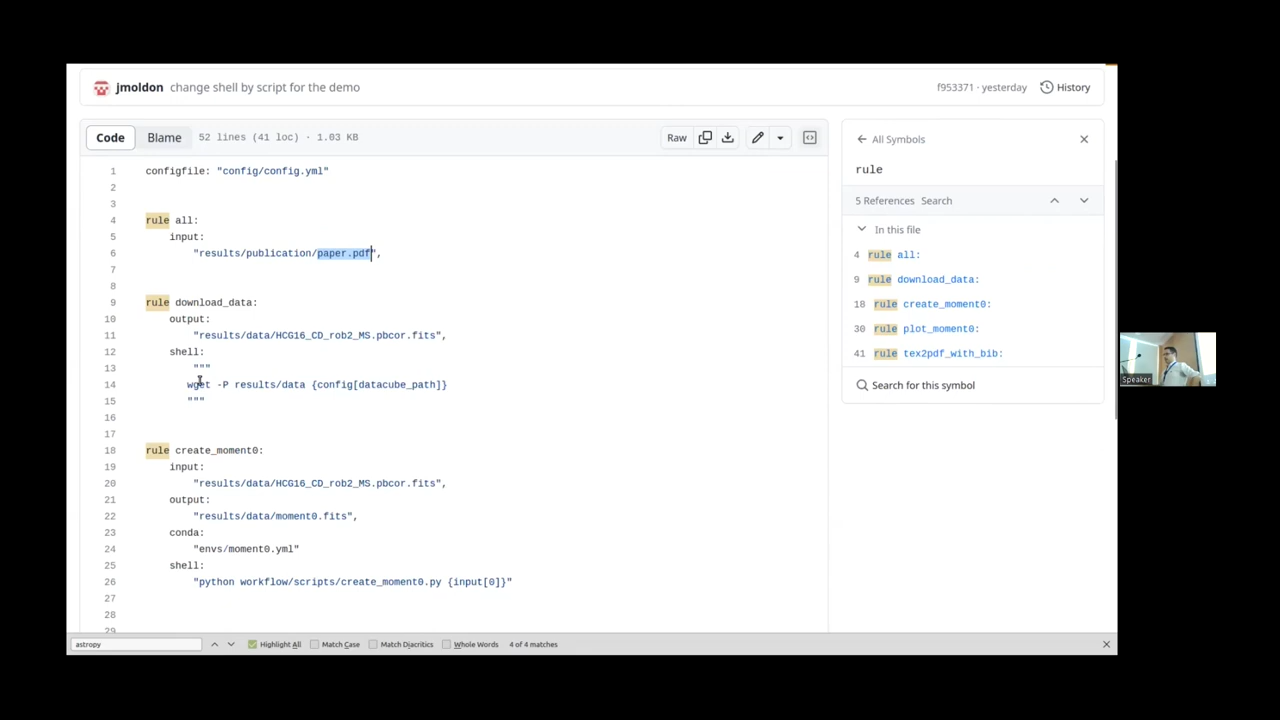 jmoldon change shell by script for the demo f953371 · yesterday History
Code Blame 52 lines (41 loc) · 1.03 KB Raw
1 configfile: "config/config.yml"
2
3
4 rule all:
5 input:
6 "results/publication/paper.pdf",
7
8
9 rule download_data:
10 output:
11 "results/data/HCG16_CD_rob2_MS.pbcor.fits",
12 shell:
13 """
14 wget -P results/data {config[datacube_path]}
15 """
16
17
18 rule create_moment0:
19 input:
20 "results/data/HCG16_CD_rob2_MS.pbcor.fits",
21 output:
22 "results/data/moment0.fits",
23 conda:
24 "envs/moment0.yml"
25 shell:
26 "python workflow/scripts/create_moment0.py {input[0]}"
27
28
29
All Symbols
rule
5 References Search
In this file
4 rule all:
9 rule download_data:
18 rule create_moment0:
30 rule plot_moment0:
41 rule tex2pdf_with_bib:
Search for this symbol
Speaker
astropy Highlight All Match Case Match Diacritics Whole Words 4 of 4 matches